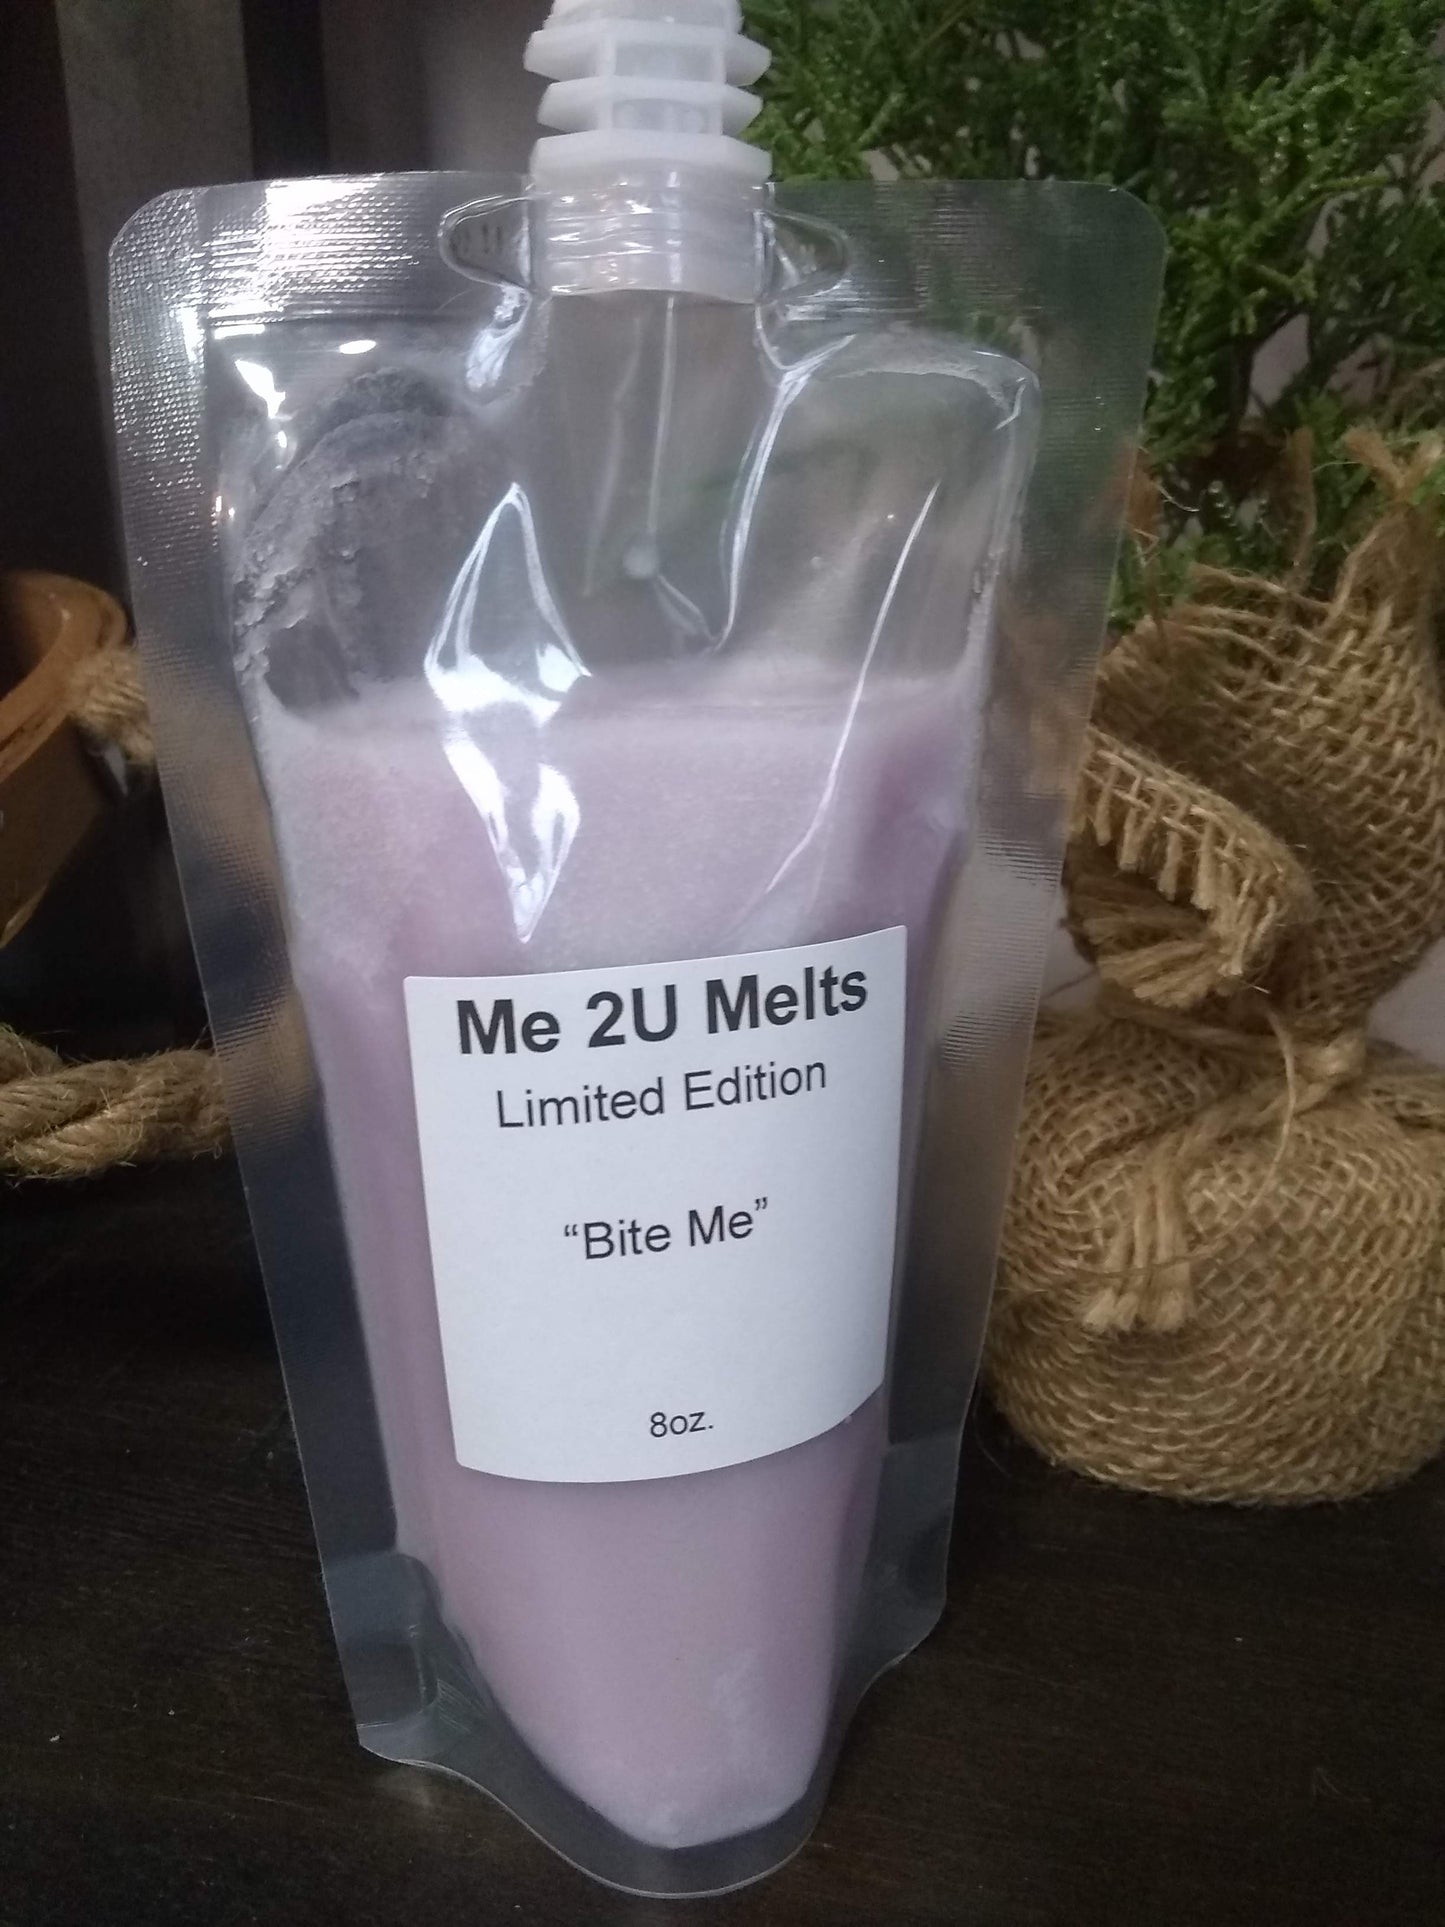 Me 2U Melts
Limited Edition
“Bite Me”
8oz.